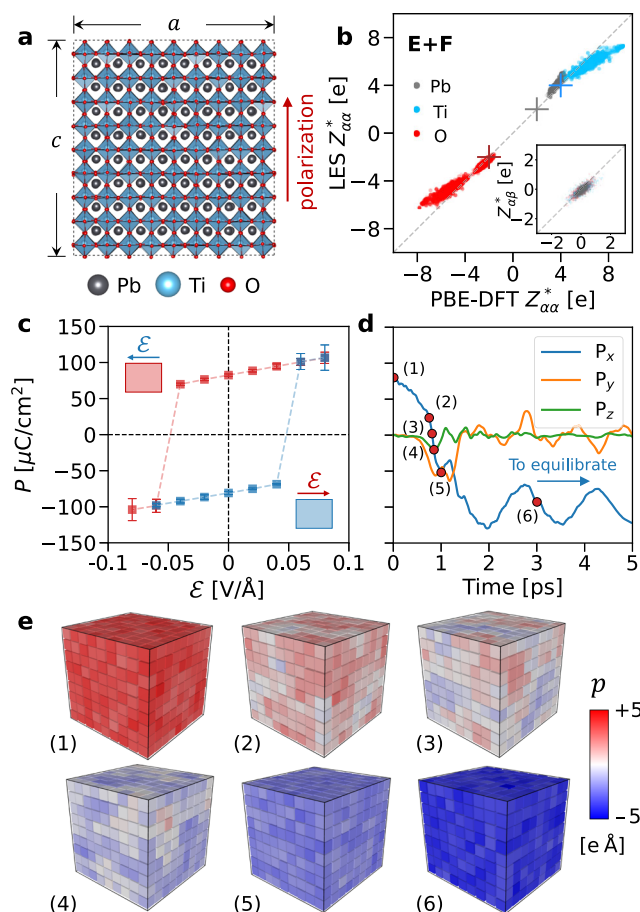 a
a
c
polarization
Pb
Ti
O
b
E+F
Pb
Ti
O
LES Z*αα [e]
8
4
0
−4
−8
−8
−4
0
4
8
PBE-DFT Z*αα [e]
Z*αβ [e]
2
0
−2
−2
0
2
c
ℰ
ℰ
P [μC/cm²]
150
100
50
0
−50
−100
−150
-0.1
-0.05
0
0.05
0.1
ℰ [V/Å]
d
Px
Py
Pz
(1)
(2)
(3)
(4)
(5)
(6)
To equilibrate
0
1
2
3
4
5
Time [ps]
e
(1)
(2)
(3)
(4)
(5)
(6)
p
+5
−5
[e Å]